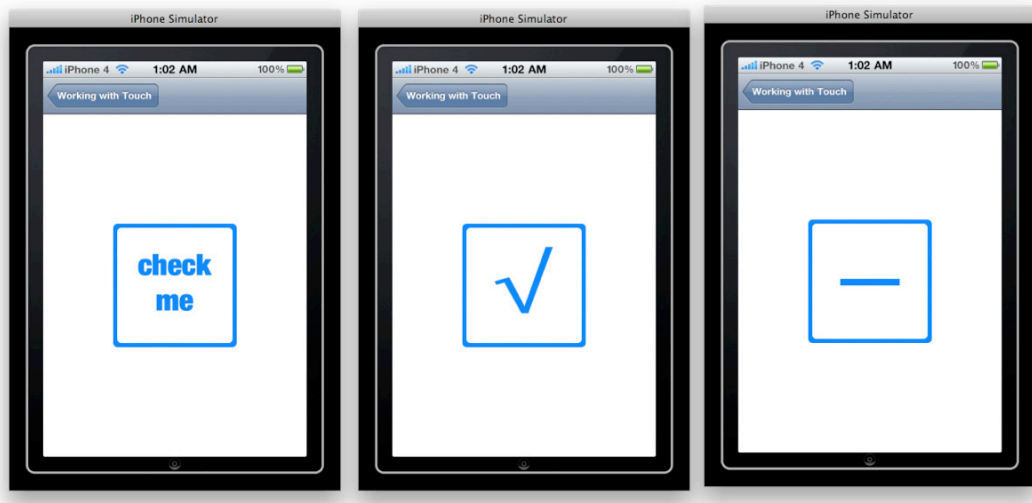 iPhone Simulator
iPhone 4 1:02 AM 100%
Working with Touch
check
me
iPhone Simulator
iPhone 4 1:02 AM 100%
Working with Touch
√
iPhone Simulator
iPhone 4 1:02 AM 100%
Working with Touch
—